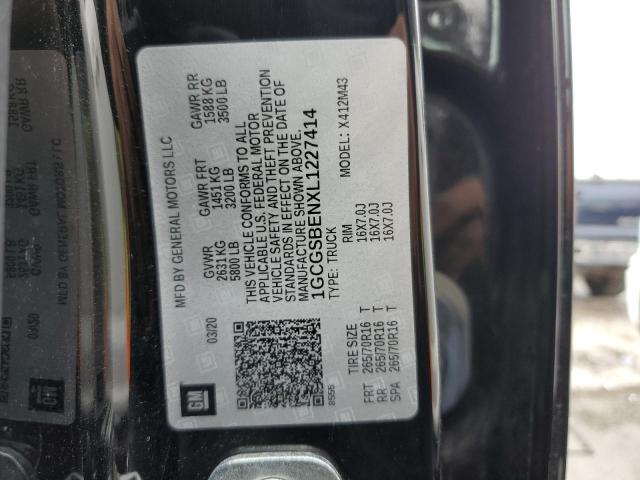 MFD BY GENERAL MOTORS LLC
03/20
GVWR GAWR FRT GAWR RR
2631 KG 1451 KG 1588 KG
5800 LB 3200 LB 3500 LB
THIS VEHICLE CONFORMS TO ALL
APPLICABLE U.S. FEDERAL MOTOR
VEHICLE SAFETY AND THEFT PREVENTION
STANDARDS IN EFFECT ON THE DATE OF
MANUFACTURE SHOWN ABOVE.
1GCGSBENXL1227414
TYPE: TRUCK MODEL: X412M43
GM
8555
TIRE SIZE RIM
FRT 265/70R16 T 16X7.0J
RR 265/70R16 T 16X7.0J
SPA 265/70R16 T 16X7.0J